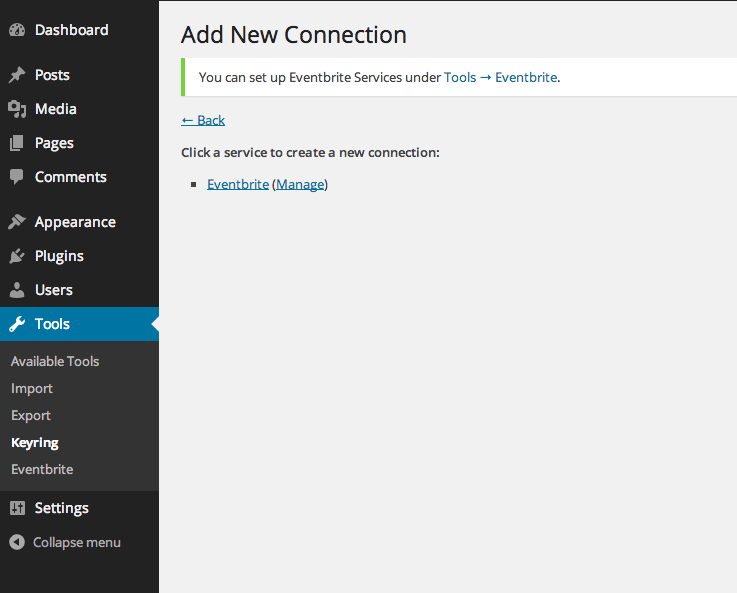 Dashboard
Posts
Media
Pages
Comments
Appearance
Plugins
Users
Tools
Available Tools
Import
Export
Keyring
Eventbrite
Settings
Collapse menu
Add New Connection
You can set up Eventbrite Services under Tools → Eventbrite.
← Back
Click a service to create a new connection:
Eventbrite (Manage)